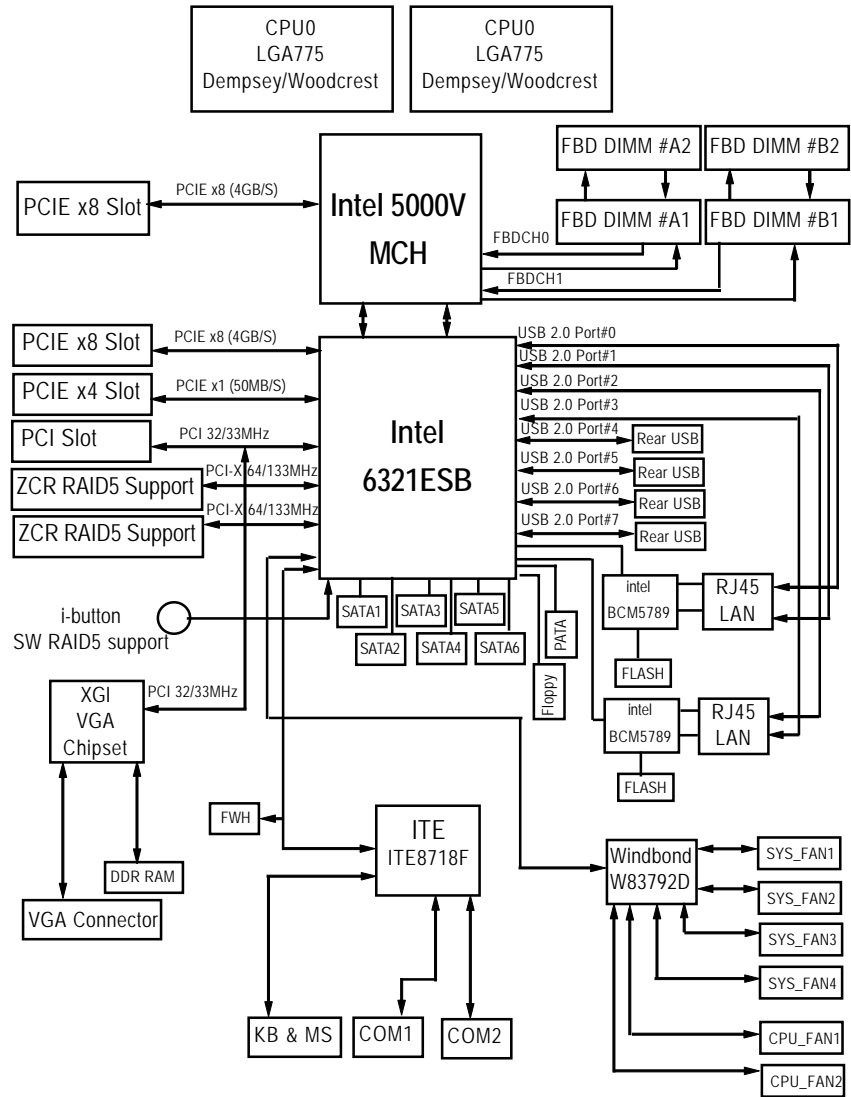 CPU0
LGA775
Dempsey/Woodcrest
CPU0
LGA775
Dempsey/Woodcrest
FBD DIMM #A2
FBD DIMM #B2
PCIE x8 Slot
PCIE x8 (4GB/S)
Intel 5000V
MCH
FBD DIMM #A1
FBD DIMM #B1
FBDCH0
FBDCH1
PCIE x8 Slot
PCIE x8 (4GB/S)
PCIE x4 Slot
PCIE x1 (50MB/S)
PCI Slot
PCI 32/33MHz
ZCR RAID5 Support
PCI-X 64/133MHz
ZCR RAID5 Support
PCI-X 64/133MHz
Intel
6321ESB
USB 2.0 Port#0
USB 2.0 Port#1
USB 2.0 Port#2
USB 2.0 Port#3
USB 2.0 Port#4
Rear USB
USB 2.0 Port#5
Rear USB
USB 2.0 Port#6
Rear USB
USB 2.0 Port#7
Rear USB
i-button
SW RAID5 support
SATA1
SATA2
SATA3
SATA4
SATA5
SATA6
Floppy
PATA
intel
BCM5789
RJ45
LAN
FLASH
intel
BCM5789
RJ45
LAN
FLASH
XGI
VGA
Chipset
PCI 32/33MHz
DDR RAM
VGA Connector
FWH
ITE
ITE8718F
KB & MS
COM1
COM2
Windbond
W83792D
SYS_FAN1
SYS_FAN2
SYS_FAN3
SYS_FAN4
CPU_FAN1
CPU_FAN2